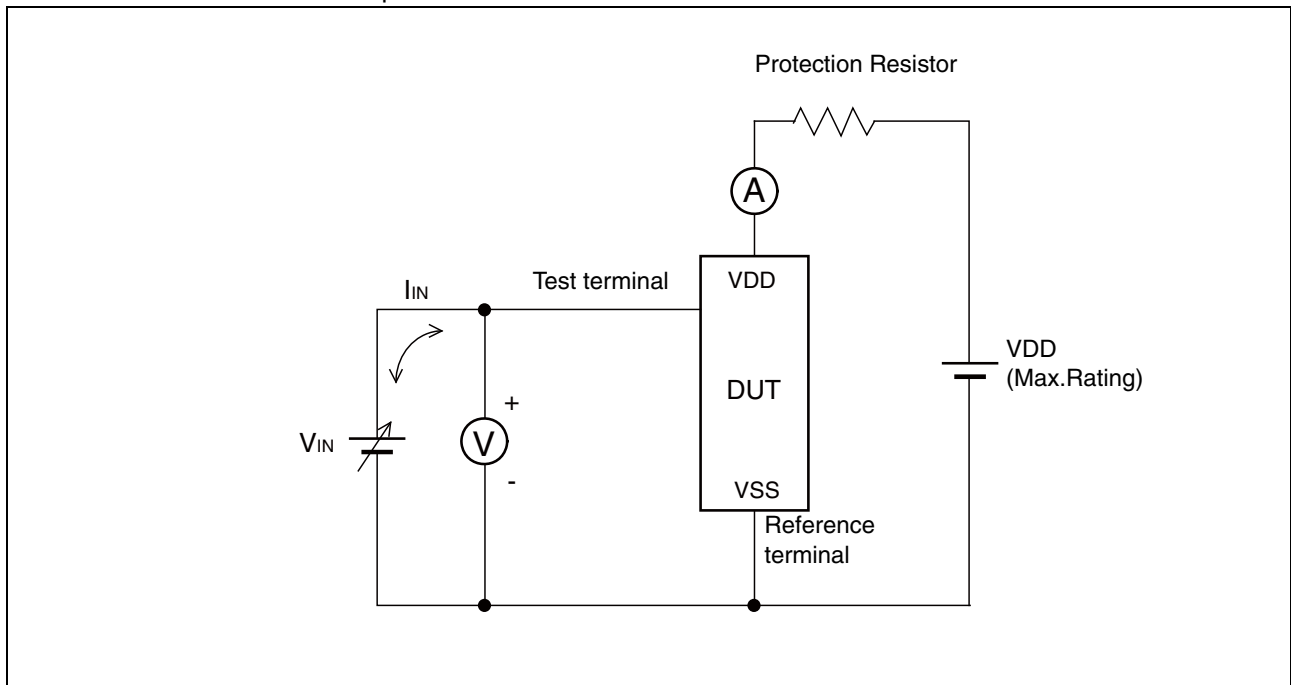 Protection Resistor
A
Test terminal
VDD
IIN
VDD
(Max.Rating)
DUT
+
VIN
V
-
VSS
Reference
terminal